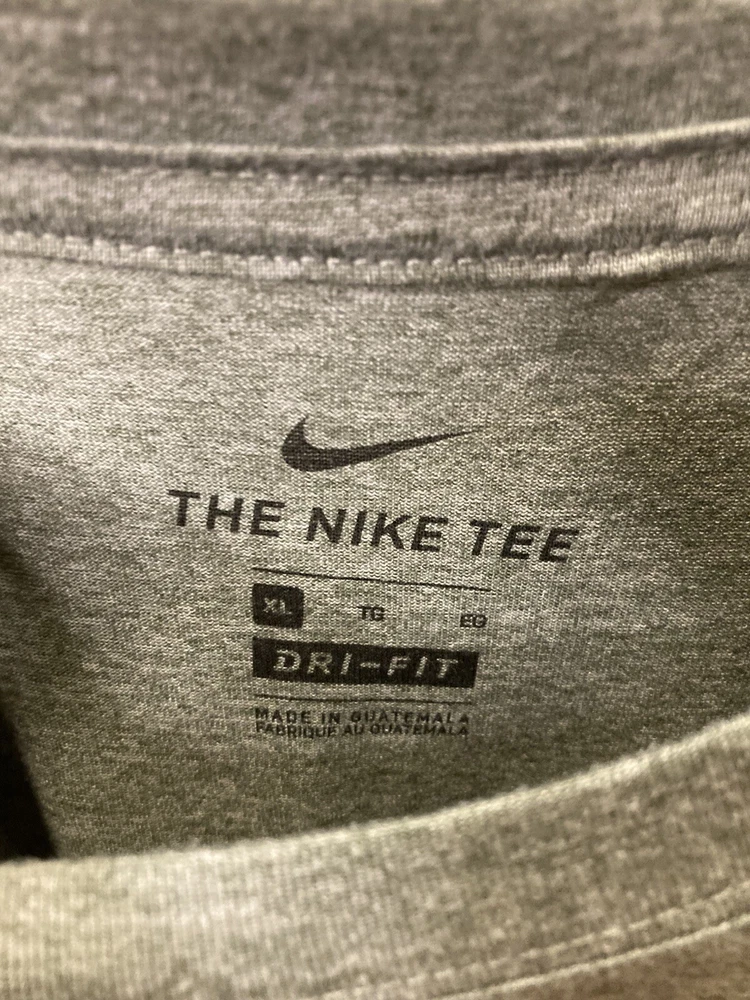 THE NIKE TEE
XL TG EG
DRI-FIT
MADE IN GUATEMALA
FABRIQUE AU GUATEMALA